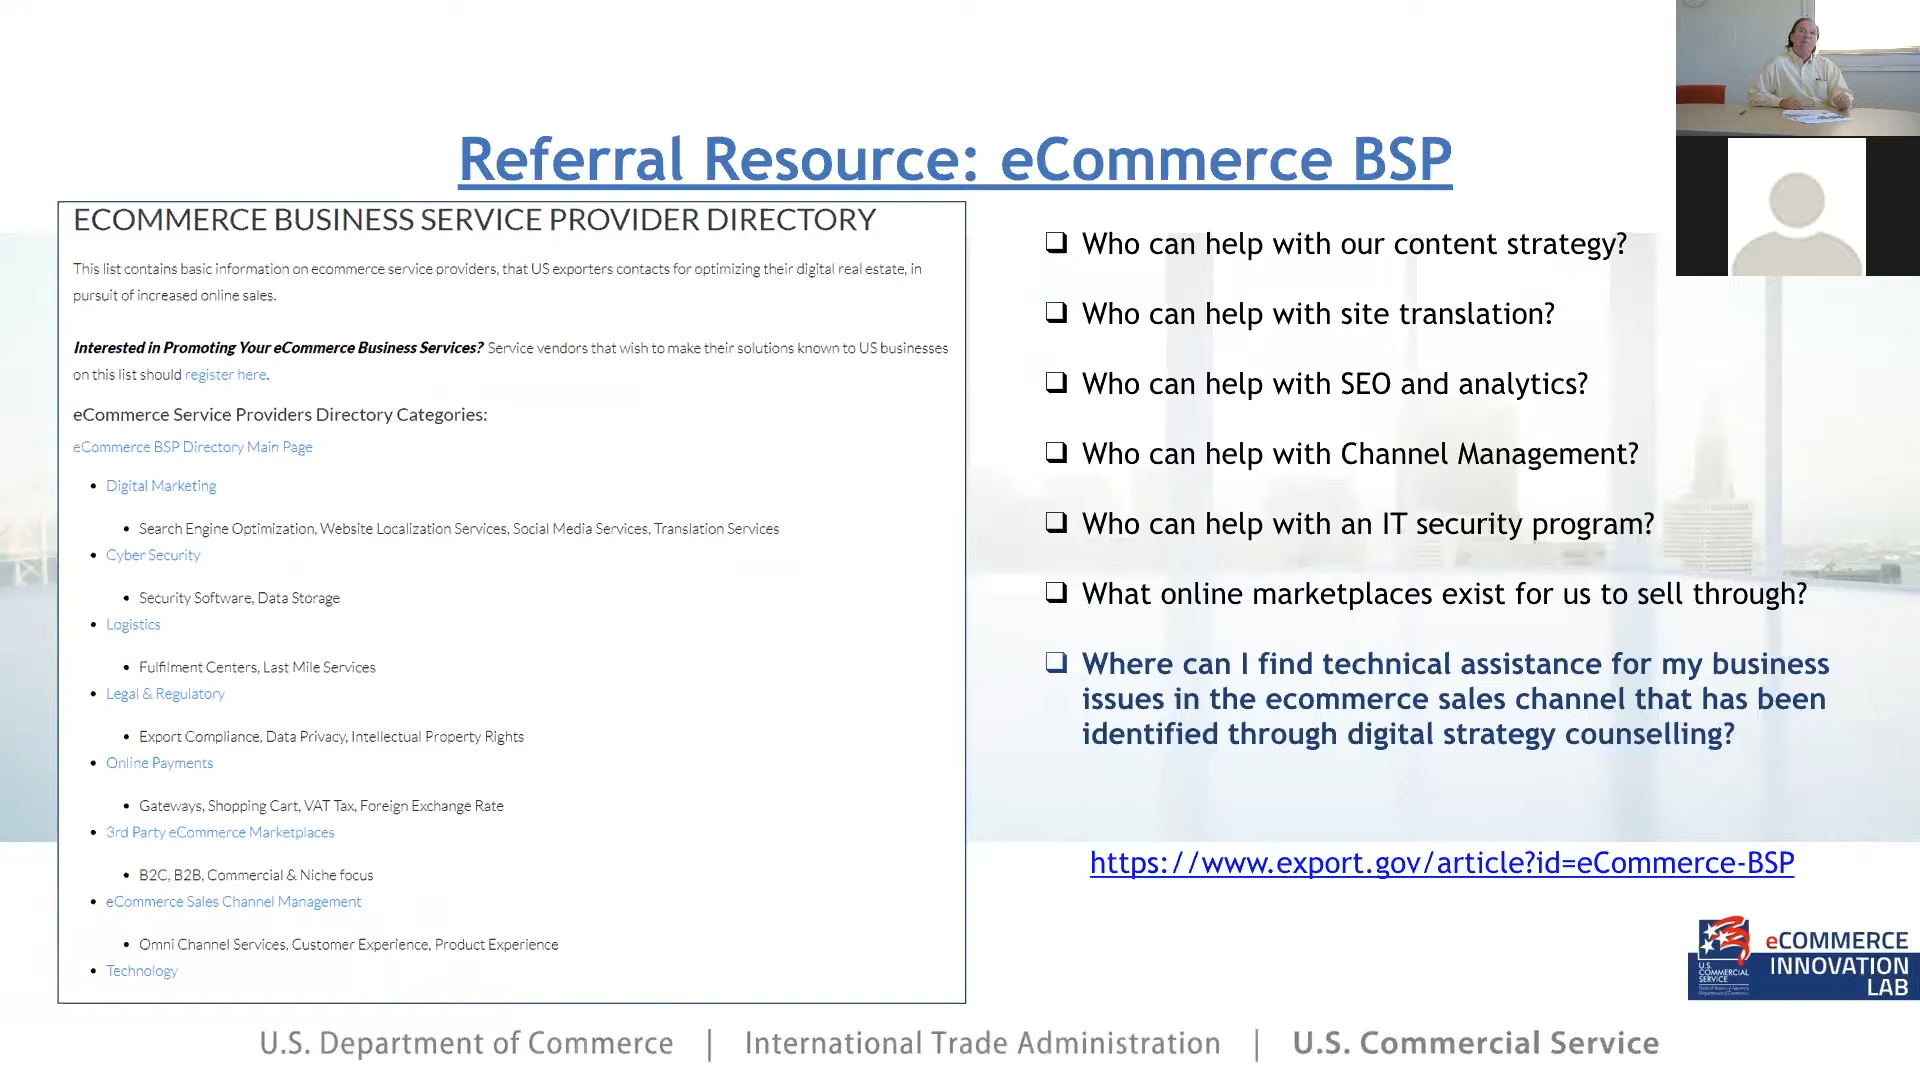 Referral Resource: eCommerce BSP
ECOMMERCE BUSINESS SERVICE PROVIDER DIRECTORY
This list contains basic information on ecommerce service providers, that US exporters contacts for optimizing their digital real estate, in
pursuit of increased online sales.
Interested in Promoting Your eCommerce Business Services? Service vendors that wish to make their solutions known to US businesses
on this list should register here.
eCommerce Service Providers Directory Categories:
eCommerce BSP Directory Main Page
• Digital Marketing
• Search Engine Optimization, Website Localization Services, Social Media Services, Translation Services
• Cyber Security
• Security Software, Data Storage
• Logistics
• Fulfilment Centers, Last Mile Services
• Legal & Regulatory
• Export Compliance, Data Privacy, Intellectual Property Rights
• Online Payments
• Gateways, Shopping Cart, VAT Tax, Foreign Exchange Rate
• 3rd Party eCommerce Marketplaces
• B2C, B2B, Commercial & Niche focus
• eCommerce Sales Channel Management
• Omni Channel Services, Customer Experience, Product Experience
• Technology
❑ Who can help with our content strategy?
❑ Who can help with site translation?
❑ Who can help with SEO and analytics?
❑ Who can help with Channel Management?
❑ Who can help with an IT security program?
❑ What online marketplaces exist for us to sell through?
❑ Where can I find technical assistance for my business
issues in the ecommerce sales channel that has been
identified through digital strategy counselling?
https://www.export.gov/article?id=eCommerce-BSP
U.S.
COMMERCIAL
SERVICE
eCOMMERCE
INNOVATION
LAB
U.S. Department of Commerce | International Trade Administration | U.S. Commercial Service